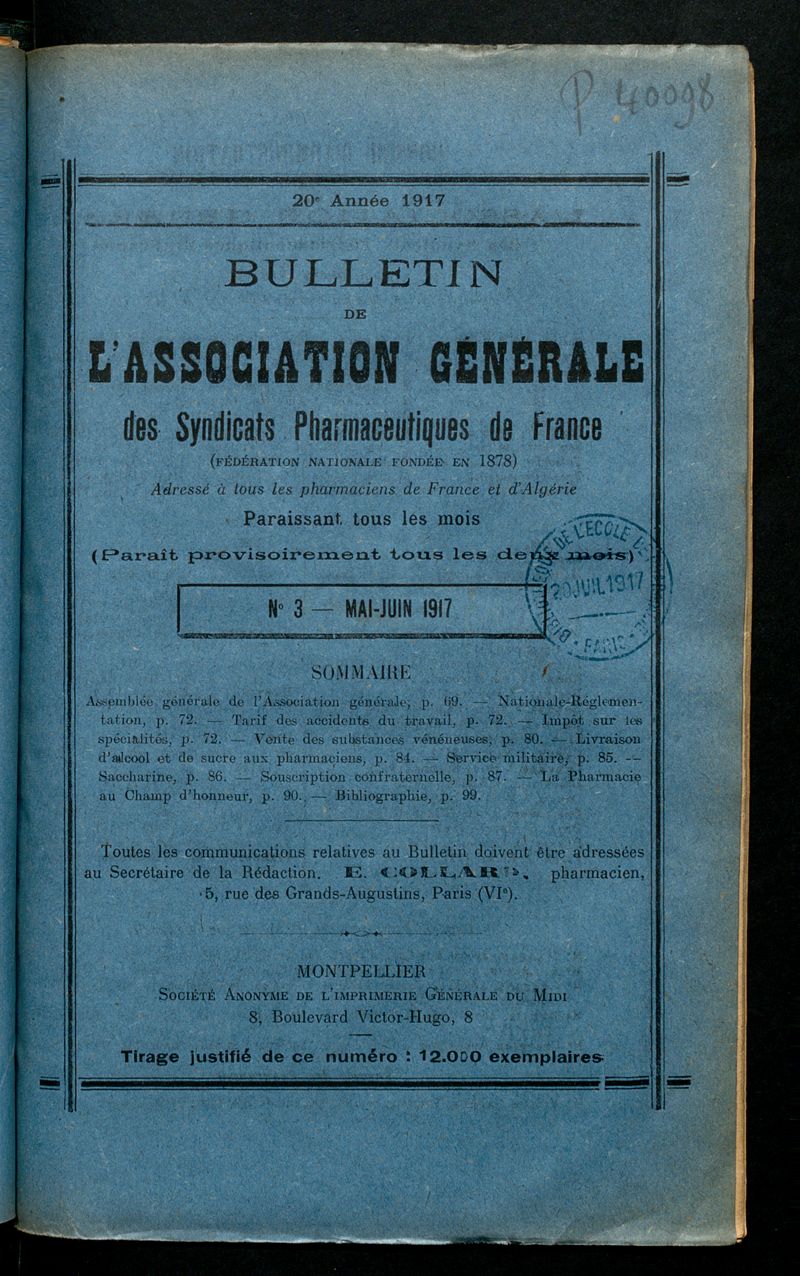 P 40098
20e Année 1917
BULLETIN
DE
L'ASSOCIATION GÉNÉRALE
des Syndicats Pharmaceutiques de France
(FÉDÉRATION NATIONALE FONDÉE EN 1878)
Adressé à tous les pharmaciens de France et d'Algérie
Paraissant tous les mois
(Paraît provisoirement tous les deux mois)
N° 3 — MAI-JUIN 1917
DE L'ECOLE
20 JUIL 1917
PARIS
SOMMAIRE
Assemblée générale de l'Association générale, p. 69. — Nationale-Réglemen-
tation, p. 72. — Tarif des accidents du travail, p. 72. — Impôt sur les
spécialités, p. 72. — Vente des substances vénéneuses, p. 80. — Livraison
d'alcool et de sucre aux pharmaciens, p. 84. — Service militaire, p. 85. —
Saccharine, p. 86. — Souscription confraternelle, p. 87. — La Pharmacie
au Champ d'honneur, p. 90. — Bibliographie, p. 99.
Toutes les communications relatives au Bulletin doivent être adressées
au Secrétaire de la Rédaction. E. COLLARD, pharmacien,
5, rue des Grands-Augustins, Paris (VIe).
MONTPELLIER
SOCIÉTÉ ANONYME DE L'IMPRIMERIE GÉNÉRALE DU MIDI
8, Boulevard Victor-Hugo, 8
Tirage justifié de ce numéro : 12.000 exemplaires